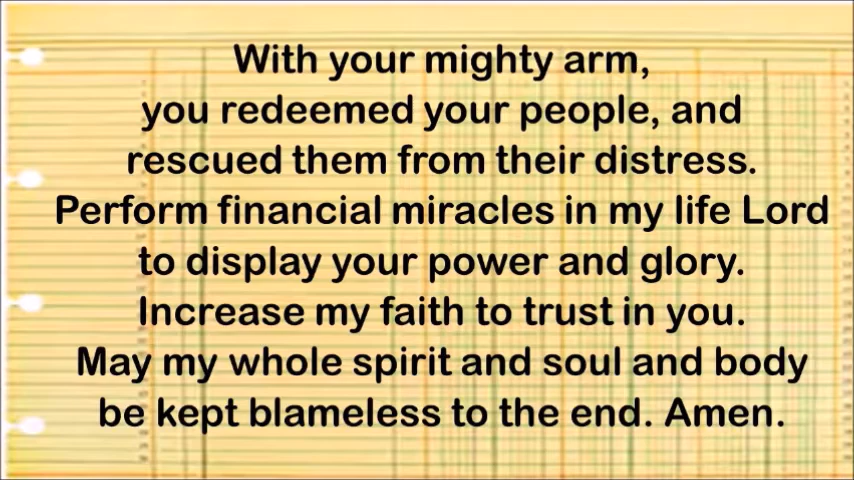 With your mighty arm,
you redeemed your people, and
rescued them from their distress.
Perform financial miracles in my life Lord
to display your power and glory.
Increase my faith to trust in you.
May my whole spirit and soul and body
be kept blameless to the end. Amen.